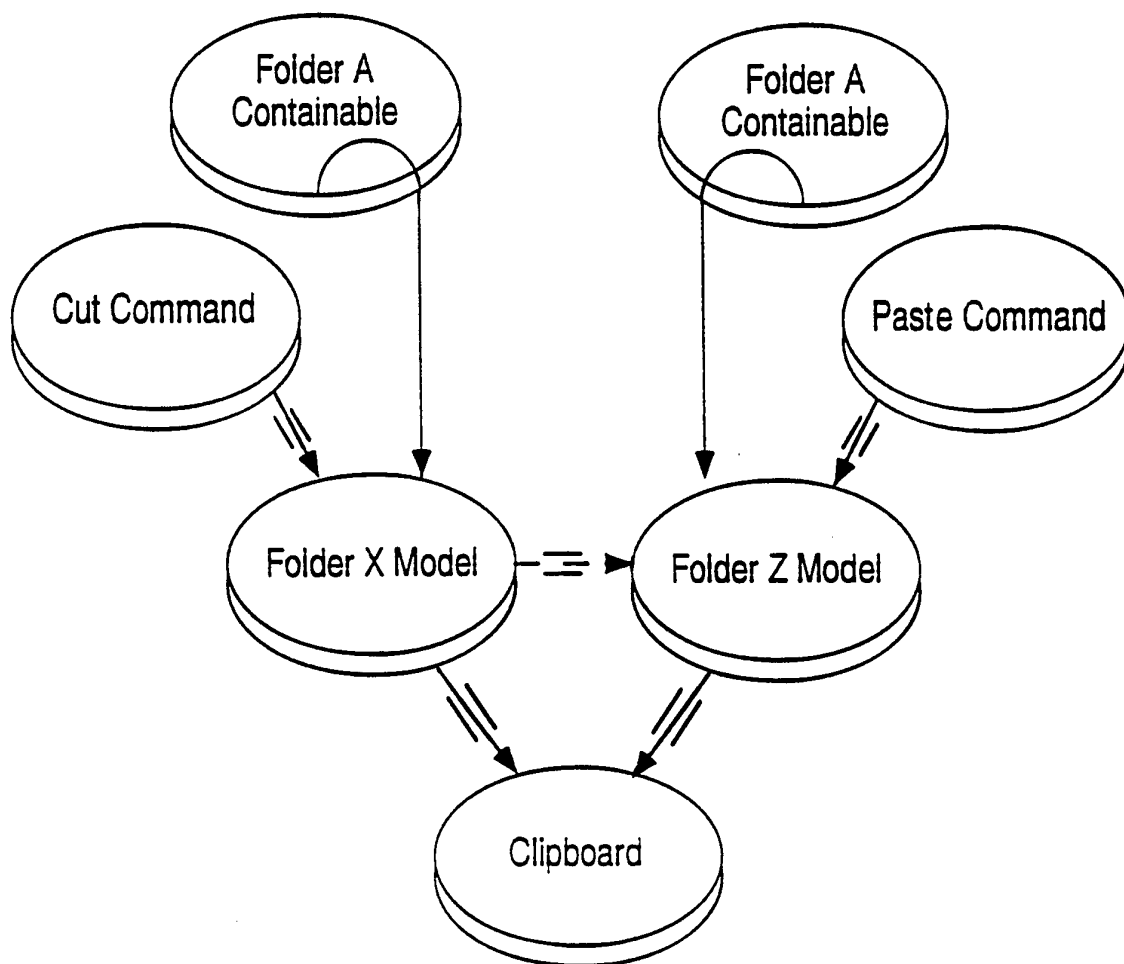 Folder A
Containable
Folder A
Containable
Cut Command
Paste Command
Folder X Model
Folder Z Model
Clipboard